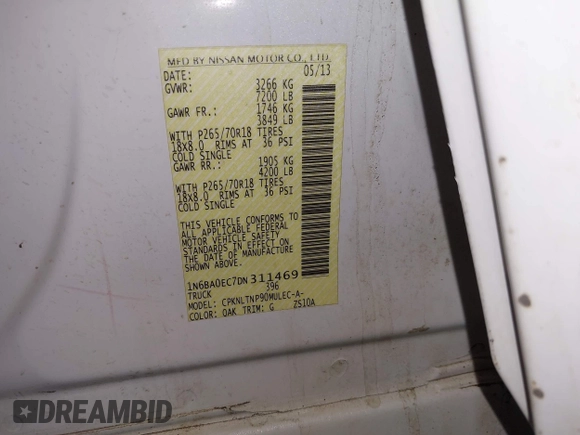 MFD BY NISSAN MOTOR CO., LTD
DATE: 05/13
GVWR: 3266 KG
7200 LB
GAWR FR.: 1746 KG
3849 LB
WITH P265/70R18 TIRES
18X8.0 RIMS AT 36 PSI
COLD SINGLE
GAWR RR.: 1905 KG
4200 LB
WITH P265/70R18 TIRES
18X8.0 RIMS AT 36 PSI
COLD SINGLE
THIS VEHICLE CONFORMS TO
ALL APPLICABLE FEDERAL
MOTOR VEHICLE SAFETY
STANDARDS IN EFFECT ON
THE DATE OF MANUFACTURE
SHOWN ABOVE.
1N6BA0EC7DN311469
TRUCK 396
MODEL: CPKNLTNP90MULEC-A-
COLOR: OAK TRIM: G ZS10A
DREAMBID